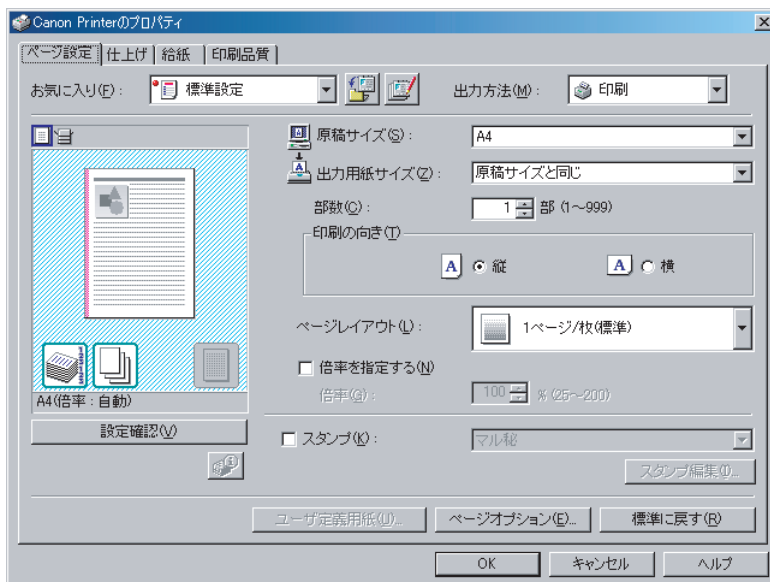 Canon Printerのプロパティ
ページ設定 仕上げ 給紙 印刷品質
お気に入り(F): 標準設定 出力方法(M): 印刷
原稿サイズ(S): A4
出力用紙サイズ(Z): 原稿サイズと同じ
部数(C): 1 部 (1~999)
印刷の向き(T)
A 縦 A 横
ページレイアウト(L): 1ページ/枚(標準)
倍率を指定する(N)
倍率(G): 100 % (25~200)
A4(倍率:自動)
設定確認(V)
スタンプ(K): マル秘
スタンプ編集(I)...
ユーザ定義用紙(U)... ページオプション(E)... 標準に戻す(R)
OK キャンセル ヘルプ